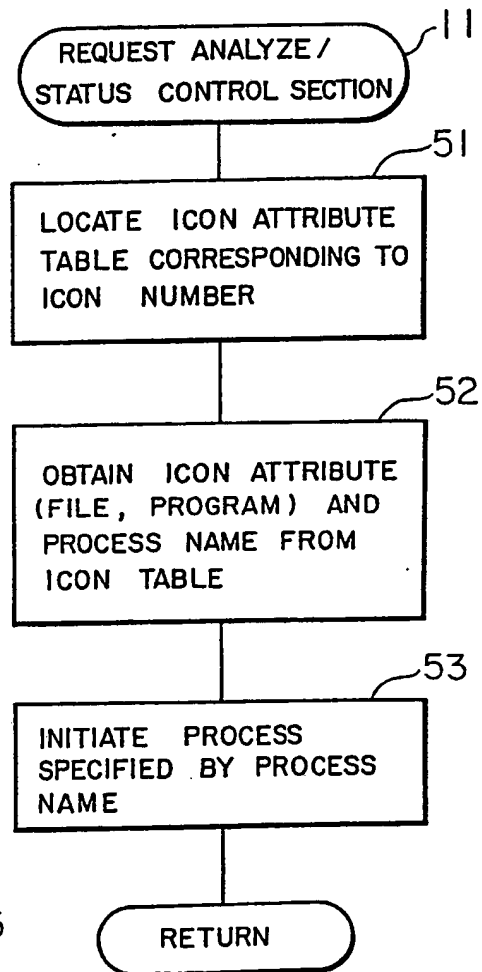 11
REQUEST ANALYZE /
STATUS CONTROL SECTION
51
LOCATE ICON ATTRIBUTE
TABLE CORRESPONDING TO
ICON NUMBER
52
OBTAIN ICON ATTRIBUTE
(FILE, PROGRAM) AND
PROCESS NAME FROM
ICON TABLE
53
INITIATE PROCESS
SPECIFIED BY PROCESS
NAME
RETURN